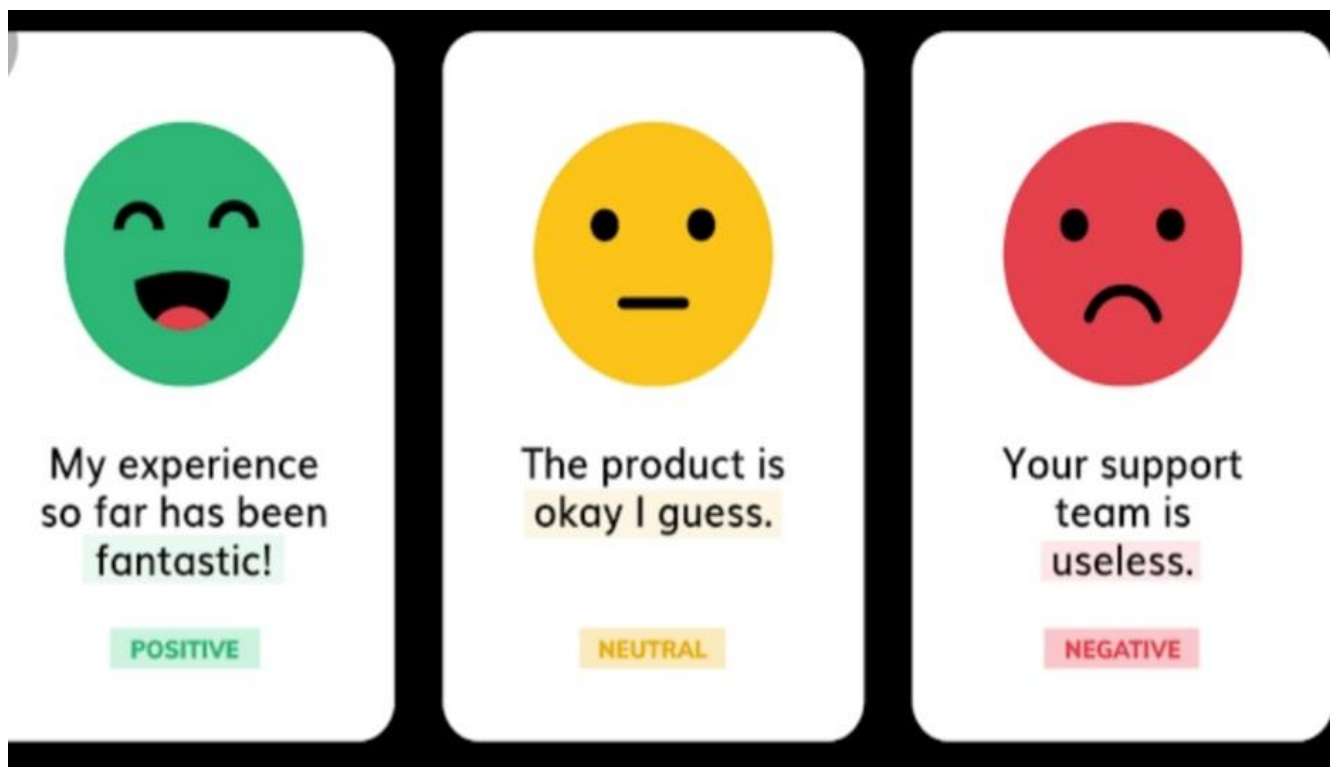 My experience
so far has been
fantastic!
POSITIVE
The product is
okay I guess.
NEUTRAL
Your support
team is
useless.
NEGATIVE